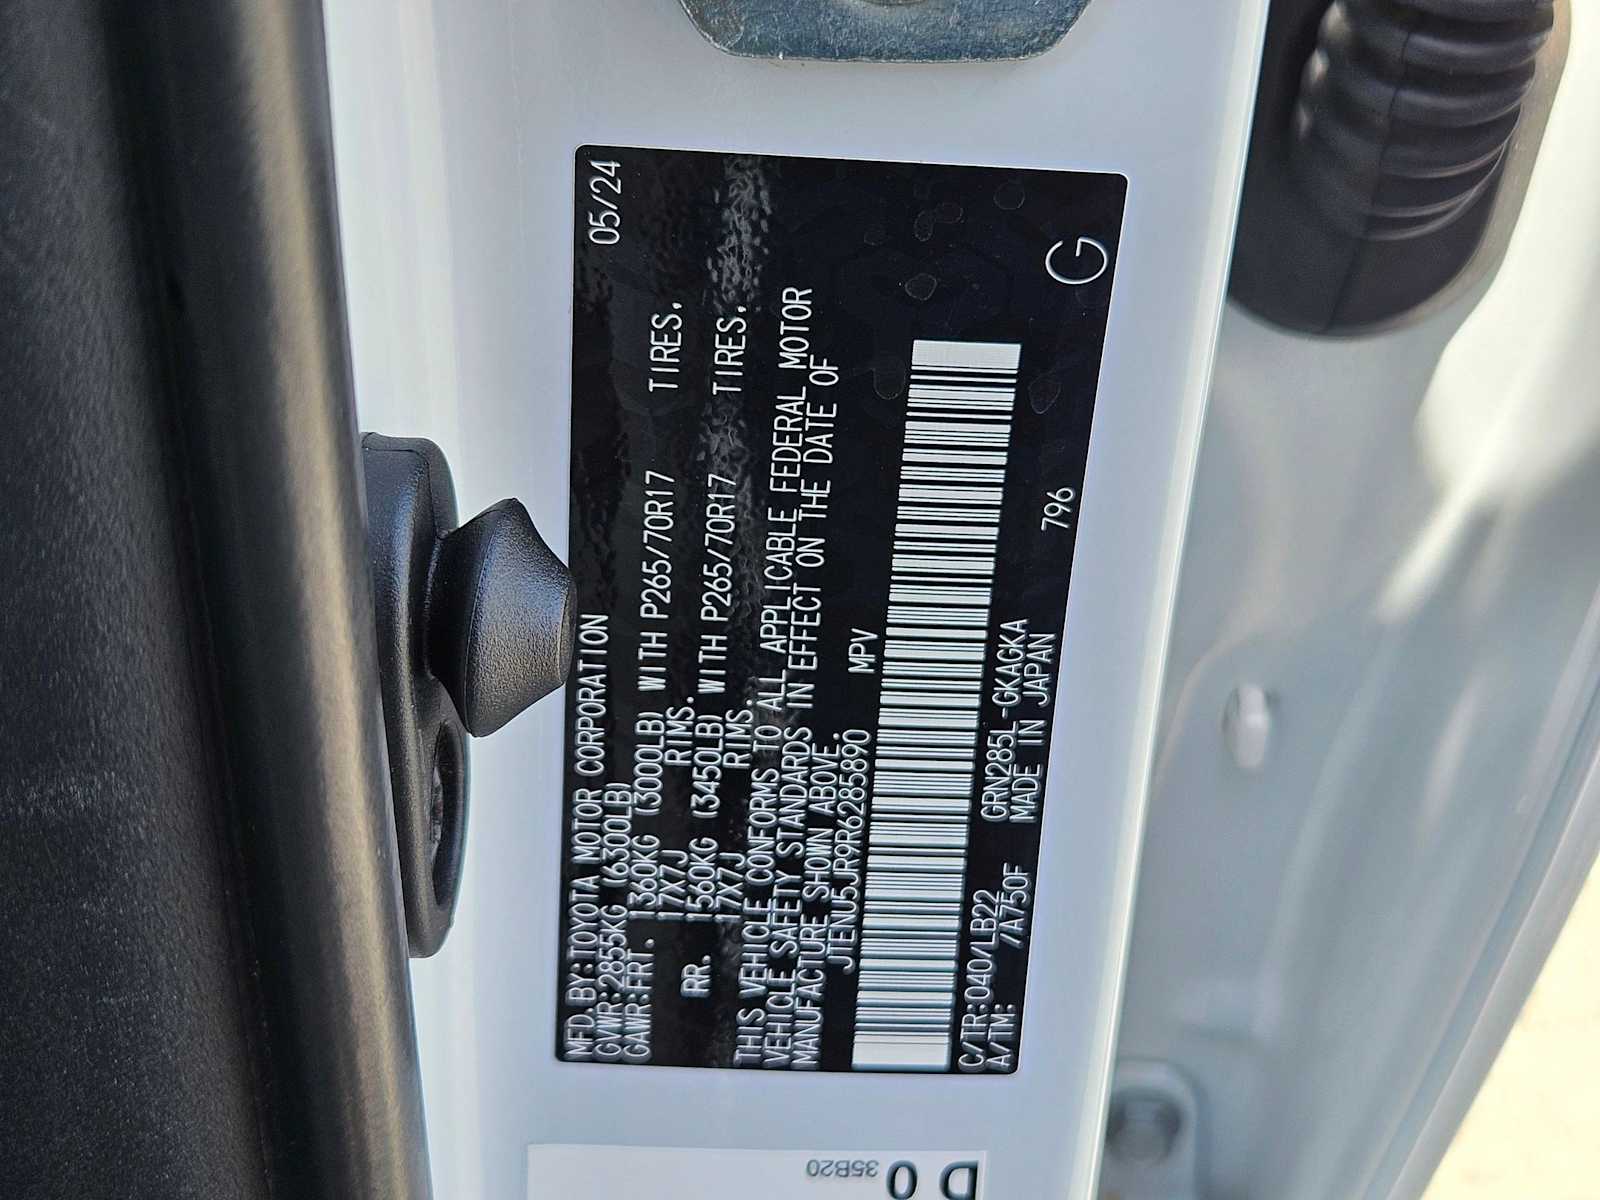 MFD.BY:TOYOTA MOTOR CORPORATION 05/24
GVWR:2855KG (6300LB)
GAWR:FRT. 1360KG (3000LB) WITH P265/70R17 TIRES,
17X7J RIMS.
RR. 1560KG (3450LB) WITH P265/70R17 TIRES,
17X7J RIMS.
THIS VEHICLE CONFORMS TO ALL APPLICABLE FEDERAL MOTOR
VEHICLE SAFETY STANDARDS IN EFFECT ON THE DATE OF
MANUFACTURE SHOWN ABOVE.
JTENU5JR9R6285890 MPV
C/TR:040/LB22 GRN285L-GKAGKA 796 G
A/TM: /A750F MADE IN JAPAN
35B20
D 0